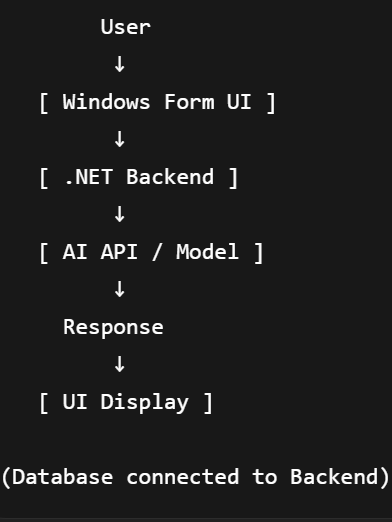 User
↓
[ Windows Form UI ]
↓
[ .NET Backend ]
↓
[ AI API / Model ]
↓
Response
↓
[ UI Display ]
(Database connected to Backend)